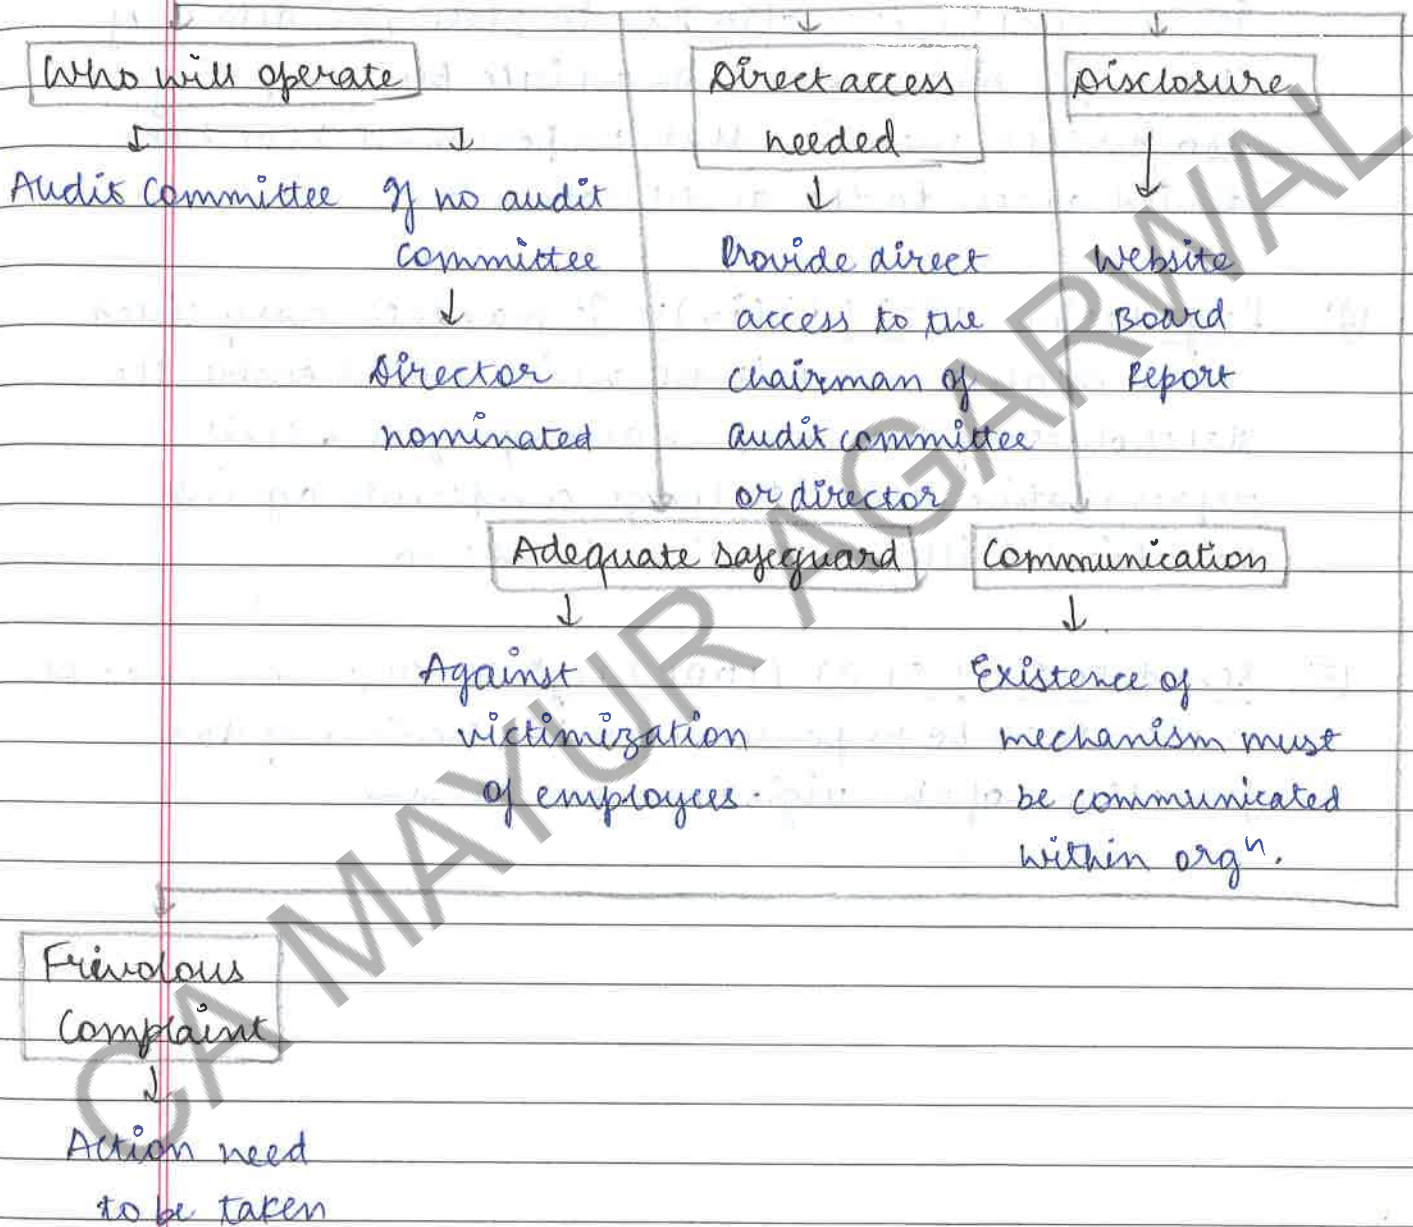 Who will operate
Audit Committee
If no audit
committee
Director
nominated
Direct access
needed
Provide direct
access to the
chairman of
audit committee
or director
Disclosure
Website
Board
Report
Adequate safeguard
Against
victimization
of employees.
Communication
Existence of
mechanism must
be communicated
within orgn.
Frivolous
Complaint
Action need
to be taken
CA MAYUR AGARWAL